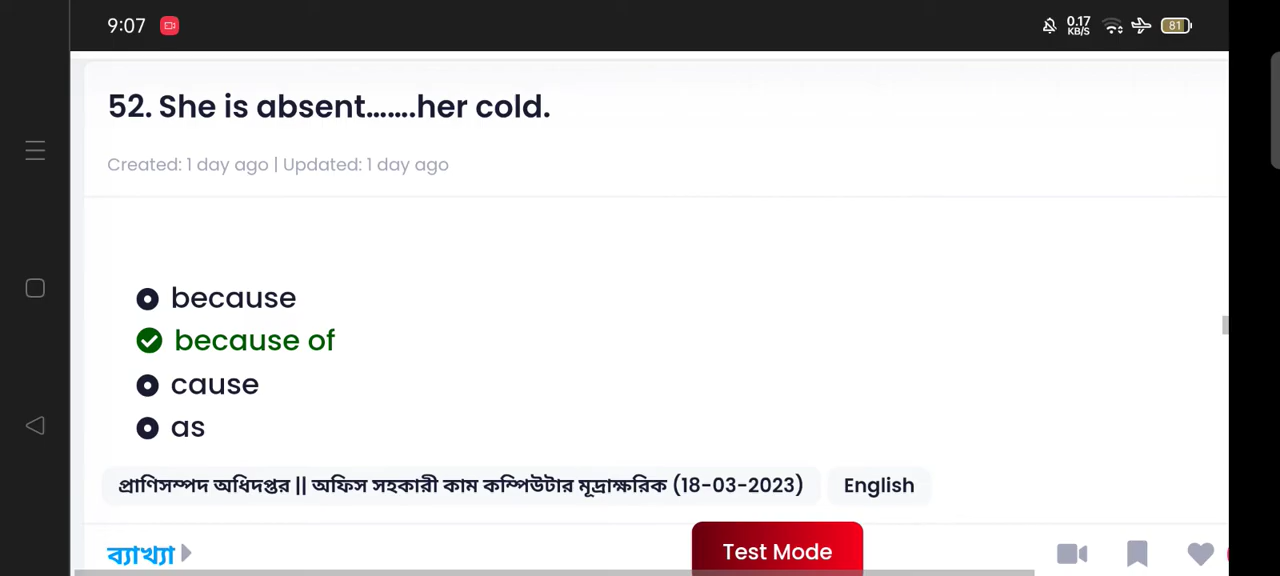 9:07
0.17
KB/S
81
52. She is absent.......her cold.
Created: 1 day ago | Updated: 1 day ago
because
because of
cause
as
প্রাণিসম্পদ অধিদপ্তর || অফিস সহকারী কাম কম্পিউটার মূদ্রাক্ষরিক (18-03-2023)
English
ব্যাখ্যা
Test Mode